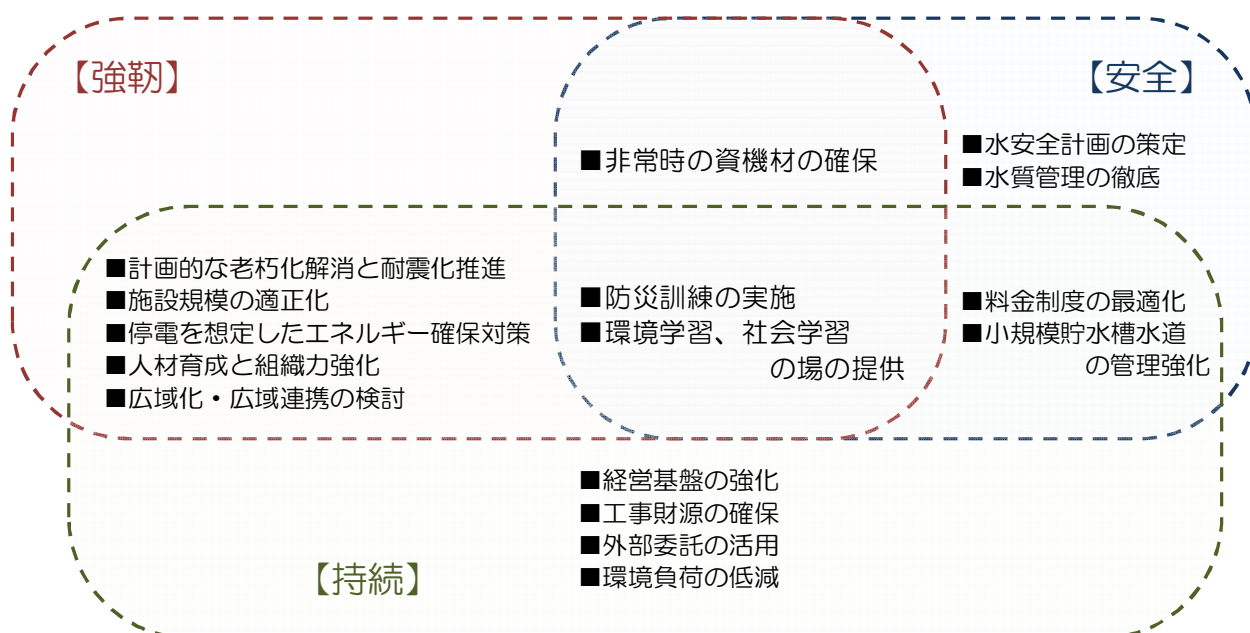 【強靭】
【安全】
■非常時の資機材の確保
■水安全計画の策定
■水質管理の徹底
■計画的な老朽化解消と耐震化推進
■施設規模の適正化
■停電を想定したエネルギー確保対策
■人材育成と組織力強化
■広域化・広域連携の検討
■防災訓練の実施
■環境学習、社会学習
の場の提供
■料金制度の最適化
■小規模貯水槽水道
の管理強化
■経営基盤の強化
■工事財源の確保
■外部委託の活用
■環境負荷の低減
【持続】